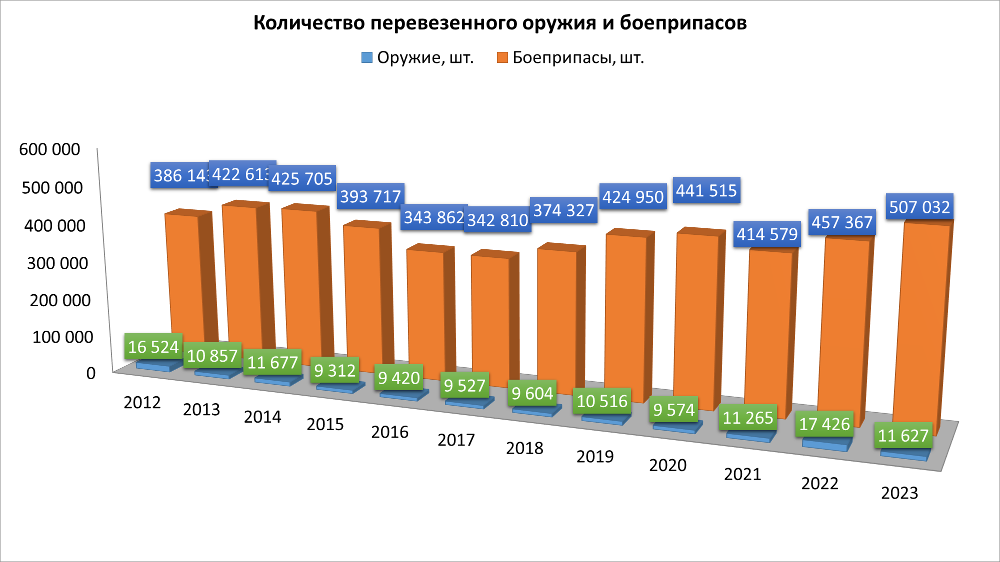 Количество перевезенного оружия и боеприпасов
Оружие, шт. Боеприпасы, шт.
600 000
500 000
400 000
300 000
200 000
100 000
0
386 143 422 613 425 705 393 717 343 862 342 810 374 327 424 950 441 515 414 579 457 367 507 032
16 524 10 857 11 677 9 312 9 420 9 527 9 604 10 516 9 574 11 265 17 426 11 627
2012 2013 2014 2015 2016 2017 2018 2019 2020 2021 2022 2023